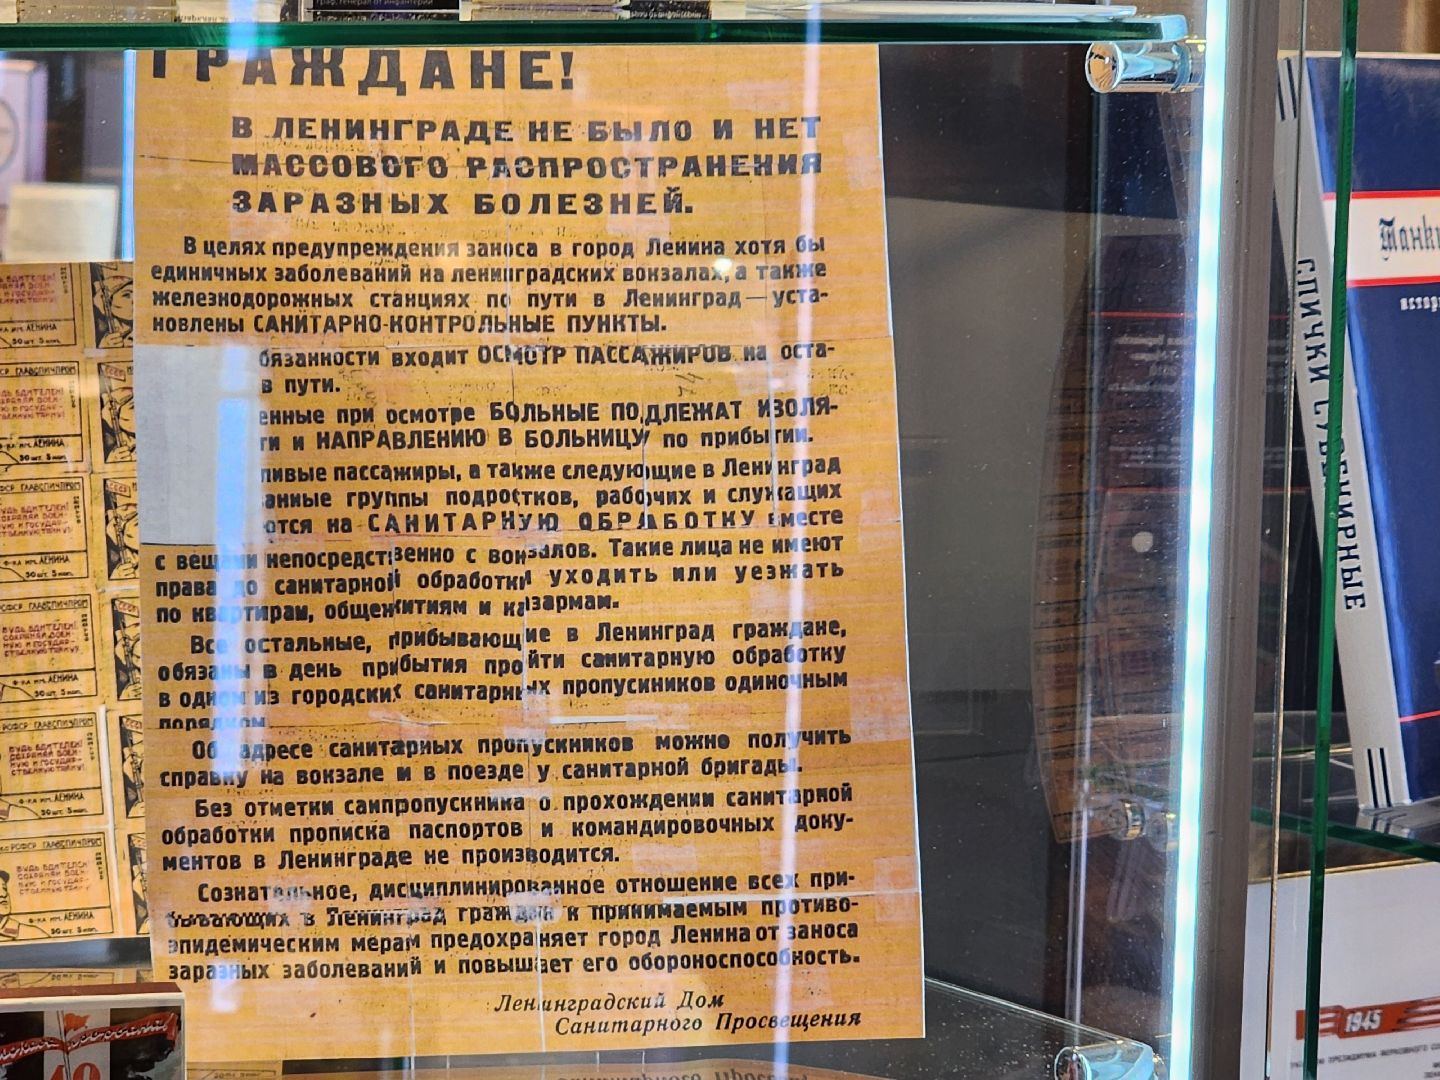 ГРАЖДАНЕ!
В ЛЕНИНГРАДЕ НЕ БЫЛО И НЕТ
МАССОВОГО РАСПРОСТРАНЕНИЯ
ЗАРАЗНЫХ БОЛЕЗНЕЙ.
В целях предупреждения заноса в город Ленина хотя бы
единичных заболеваний на ленинградских вокзалах, а также
железнодорожных станциях по пути в Ленинград — уста-
новлены САНИТАРНО-КОНТРОЛЬНЫЕ ПУНКТЫ.
бязанности входит ОСМОТР ПАССАЖИРОВ на оста-
в пути.
енные при осмотре БОЛЬНЫЕ ПОДЛЕЖАТ ИЗОЛЯ-
ти и НАПРАВЛЕНИЮ В БОЛЬНИЦУ по прибытии.
ливые пассажиры, а также следующие в Ленинград
анные группы подростков, рабочих и служащих
ются на САНИТАРНУЮ ОБРАБОТКУ вместе
с вещами непосредственно с вокзалов. Такие лица не имеют
права до санитарной обработки уходить или уезжать
по квартирам, общежитиям и казармам.
Все остальные, прибывающие в Ленинград граждане,
обязаны в день прибытия пройти санитарную обработку
в одном из городских санитарных пропускников одиночным
порядком.
Об адресе санитарных пропускников можно получить
справку на вокзале и в поезде у санитарной бригады.
Без отметки санпропускника о прохождении санитарной
обработки прописка паспортов и командировочных доку-
ментов в Ленинграде не производится.
Сознательное, дисциплинированное отношение всех при-
бывающих в Ленинград граждан к принимаемым противо-
эпидемическим мерам предохраняет город Ленина от заноса
заразных заболеваний и повышает его обороноспособность.
Ленинградский Дом
Санитарного Просвещения
СПИЧКИ СУВЕНИРНЫЕ
Танки
1945